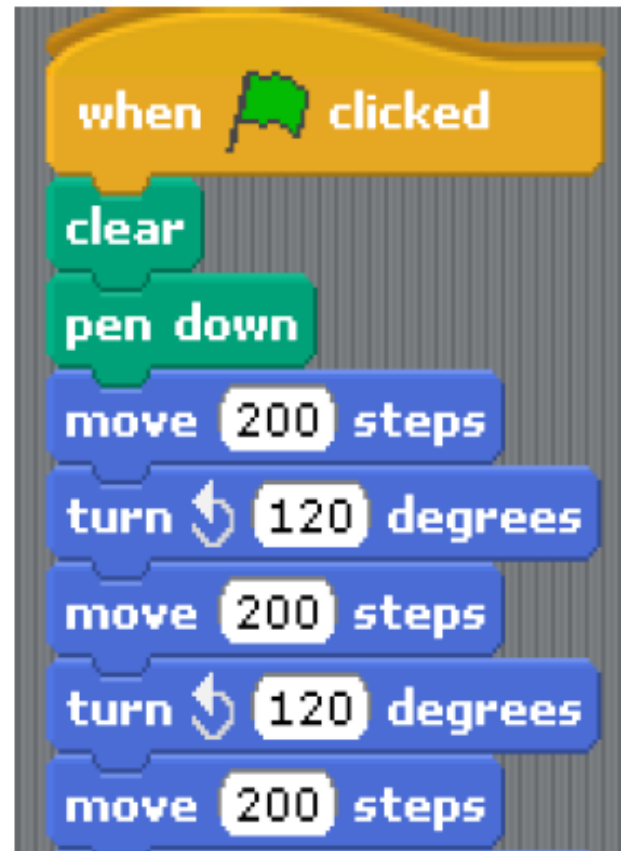 when clicked
clear
pen down
move 200 steps
turn 120 degrees
move 200 steps
turn 120 degrees
move 200 steps